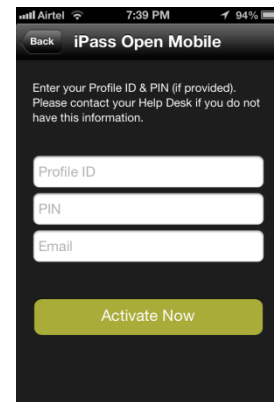 Airtel 7:39 PM 94%
Back iPass Open Mobile
Enter your Profile ID & PIN (if provided).
Please contact your Help Desk if you do not
have this information.
Profile ID
PIN
Email
Activate Now